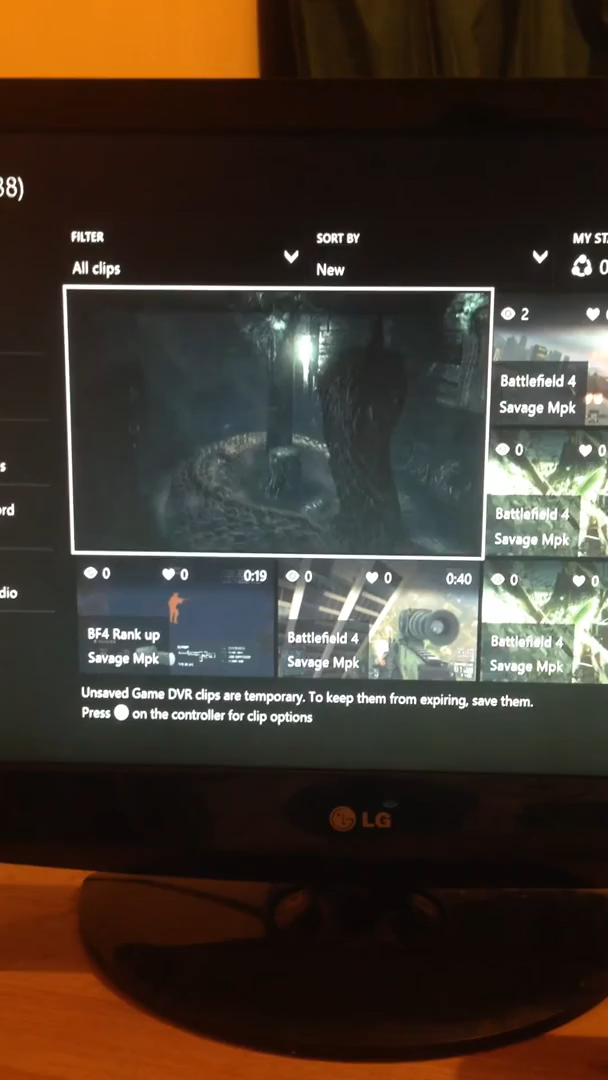 38)
FILTER
All clips
SORT BY
New
MY ST
0
2
Battlefield 4
Savage Mpk
s
0
0
ord
Battlefield 4
Savage Mpk
dio
0
0
0:19
BF4 Rank up
Savage Mpk
0
0
0:40
Battlefield 4
Savage Mpk
0
0
Battlefield 4
Savage Mpk
Unsaved Game DVR clips are temporary. To keep them from expiring, save them.
Press on the controller for clip options
LG